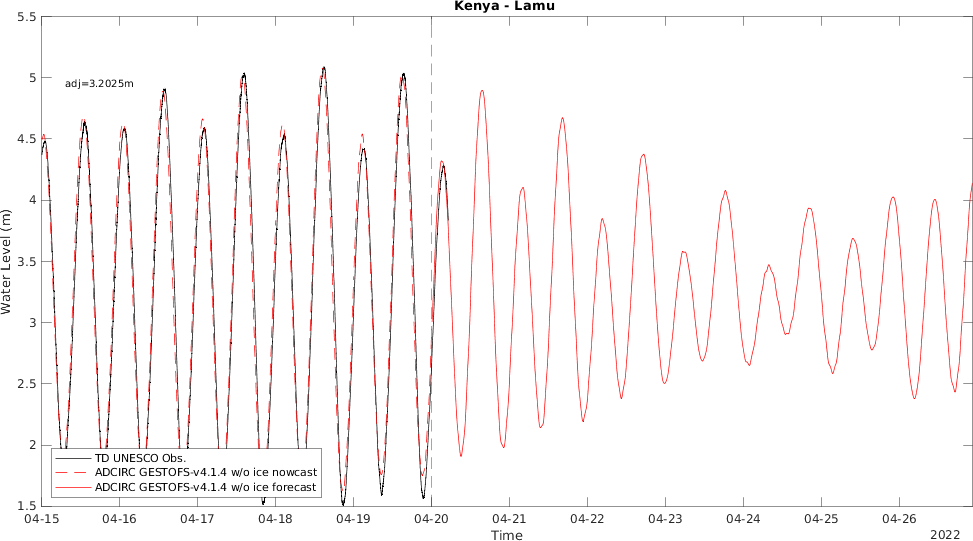 Kenya - Lamu
5.5
5
4.5
4
3.5
3
2.5
2
1.5
Water Level (m)
adj=3.2025m
TD UNESCO Obs.
ADCIRC GESTOFS-v4.1.4 w/o ice nowcast
ADCIRC GESTOFS-v4.1.4 w/o ice forecast
04-15 04-16 04-17 04-18 04-19 04-20 04-21 04-22 04-23 04-24 04-25 04-26
Time
2022